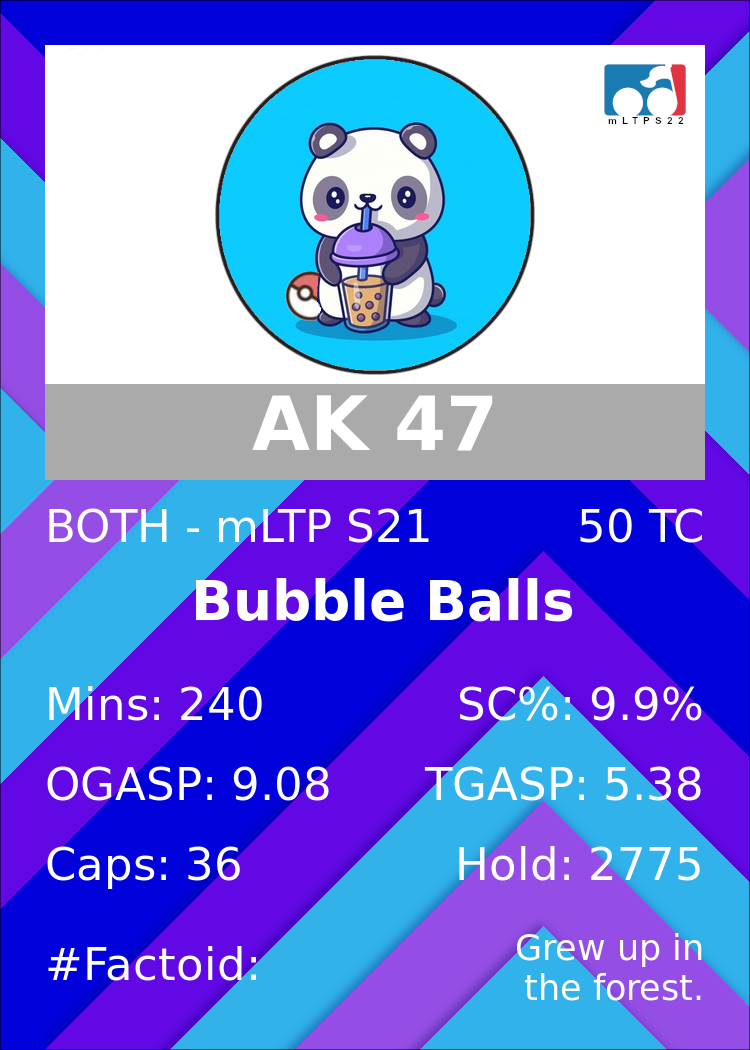 mLTPS22
AK 47
BOTH - mLTP S21 50 TC
Bubble Balls
Mins: 240 SC%: 9.9%
OGASP: 9.08 TGASP: 5.38
Caps: 36 Hold: 2775
#Factoid: Grew up in
the forest.